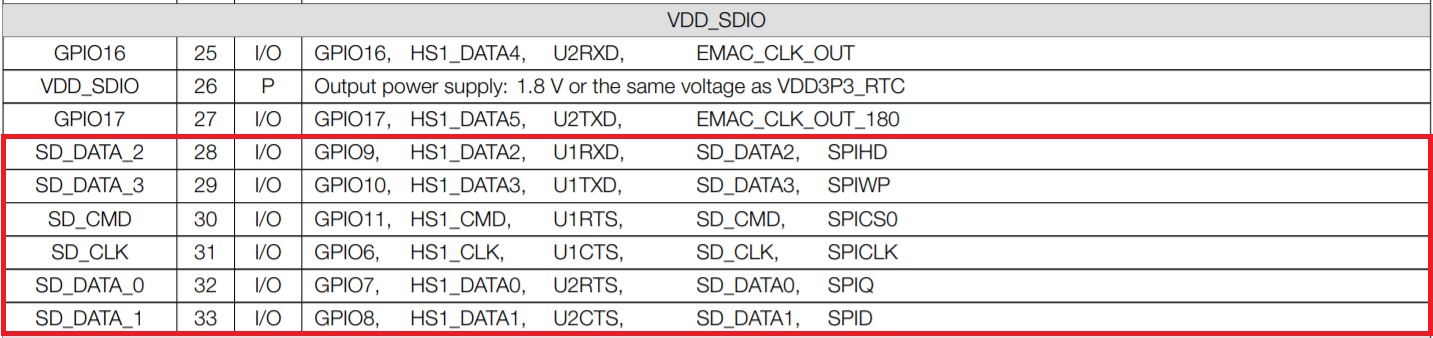 VDD_SDIO
GPIO16 25 I/O GPIO16, HS1_DATA4, U2RXD, EMAC_CLK_OUT
VDD_SDIO 26 P Output power supply: 1.8 V or the same voltage as VDD3P3_RTC
GPIO17 27 I/O GPIO17, HS1_DATA5, U2TXD, EMAC_CLK_OUT_180
SD_DATA_2 28 I/O GPIO9, HS1_DATA2, U1RXD, SD_DATA2, SPIHD
SD_DATA_3 29 I/O GPIO10, HS1_DATA3, U1TXD, SD_DATA3, SPIWP
SD_CMD 30 I/O GPIO11, HS1_CMD, U1RTS, SD_CMD, SPICS0
SD_CLK 31 I/O GPIO6, HS1_CLK, U1CTS, SD_CLK, SPICLK
SD_DATA_0 32 I/O GPIO7, HS1_DATA0, U2RTS, SD_DATA0, SPIQ
SD_DATA_1 33 I/O GPIO8, HS1_DATA1, U2CTS, SD_DATA1, SPID